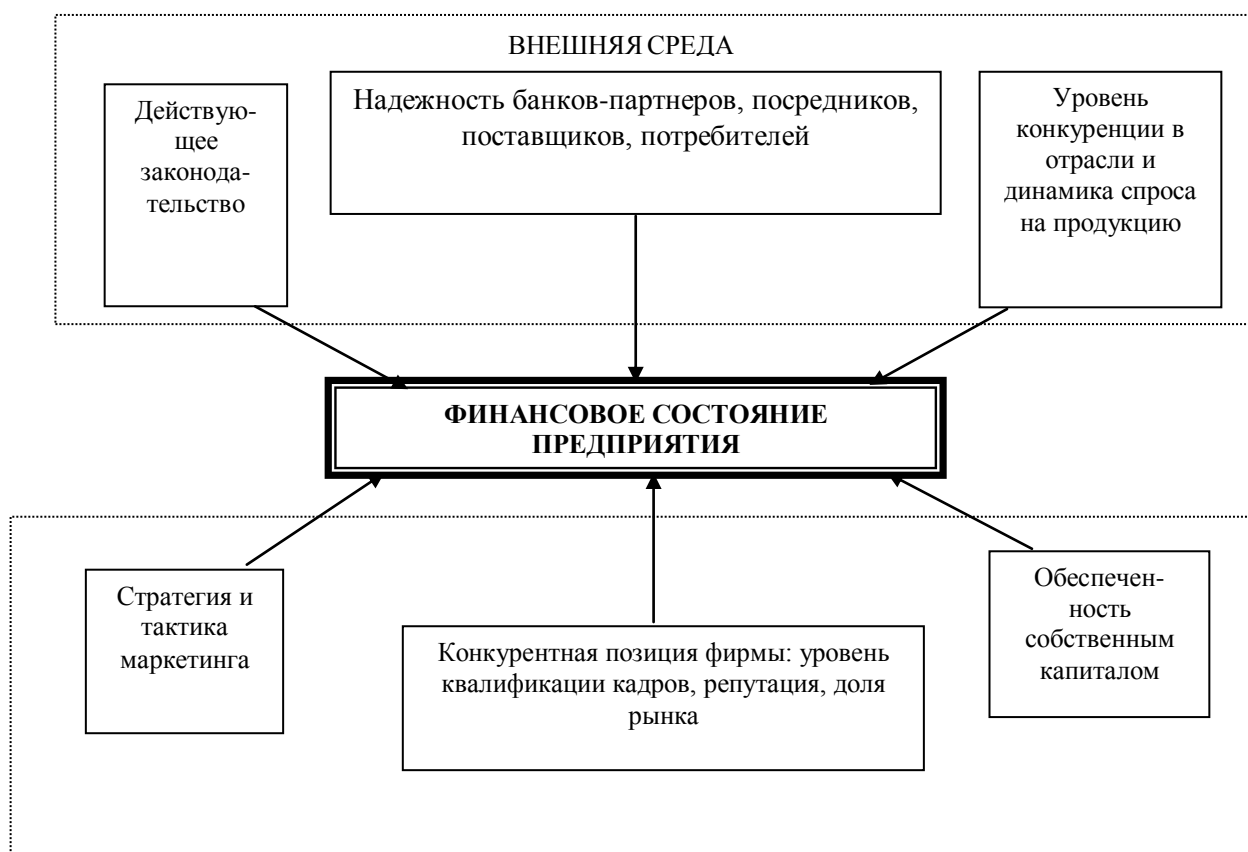 ВНЕШНЯЯ СРЕДА
Действую-
щее
законода-
тельство
Надежность банков-партнеров, посредников,
поставщиков, потребителей
Уровень
конкуренции в
отрасли и
динамика спроса
на продукцию
ФИНАНСОВОЕ СОСТОЯНИЕ
ПРЕДПРИЯТИЯ
Стратегия и
тактика
маркетинга
Конкурентная позиция фирмы: уровень
квалификации кадров, репутация, доля
рынка
Обеспечен-
ность
собственным
капиталом